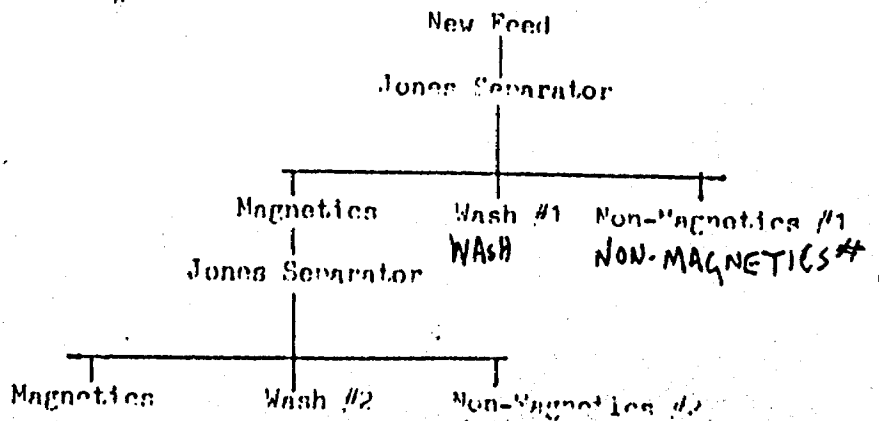 New Feed
Jones Separator
Magnetics Wash #1 Non-Magnetics #1
WASH NON-MAGNETICS #
Jones Separator
Magnetics Wash #2 Non-Magnetics #2